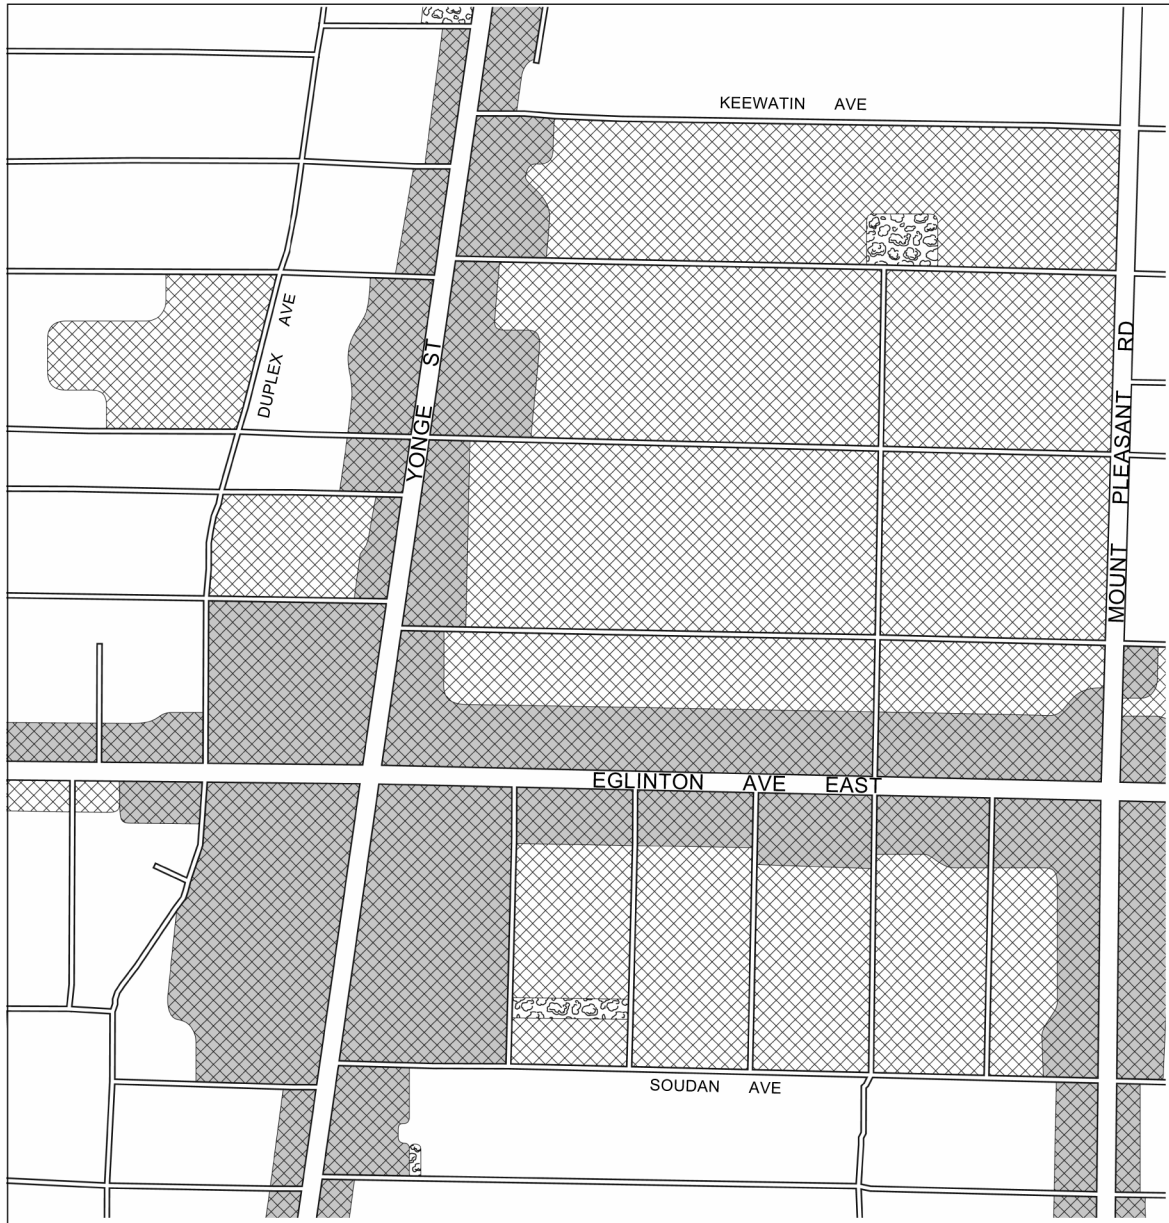 KEEWATIN AVE
DUPLEX AVE
YONGE ST
MOUNT PLEASANT RD
EGLINTON AVE EAST
SOUDAN AVE